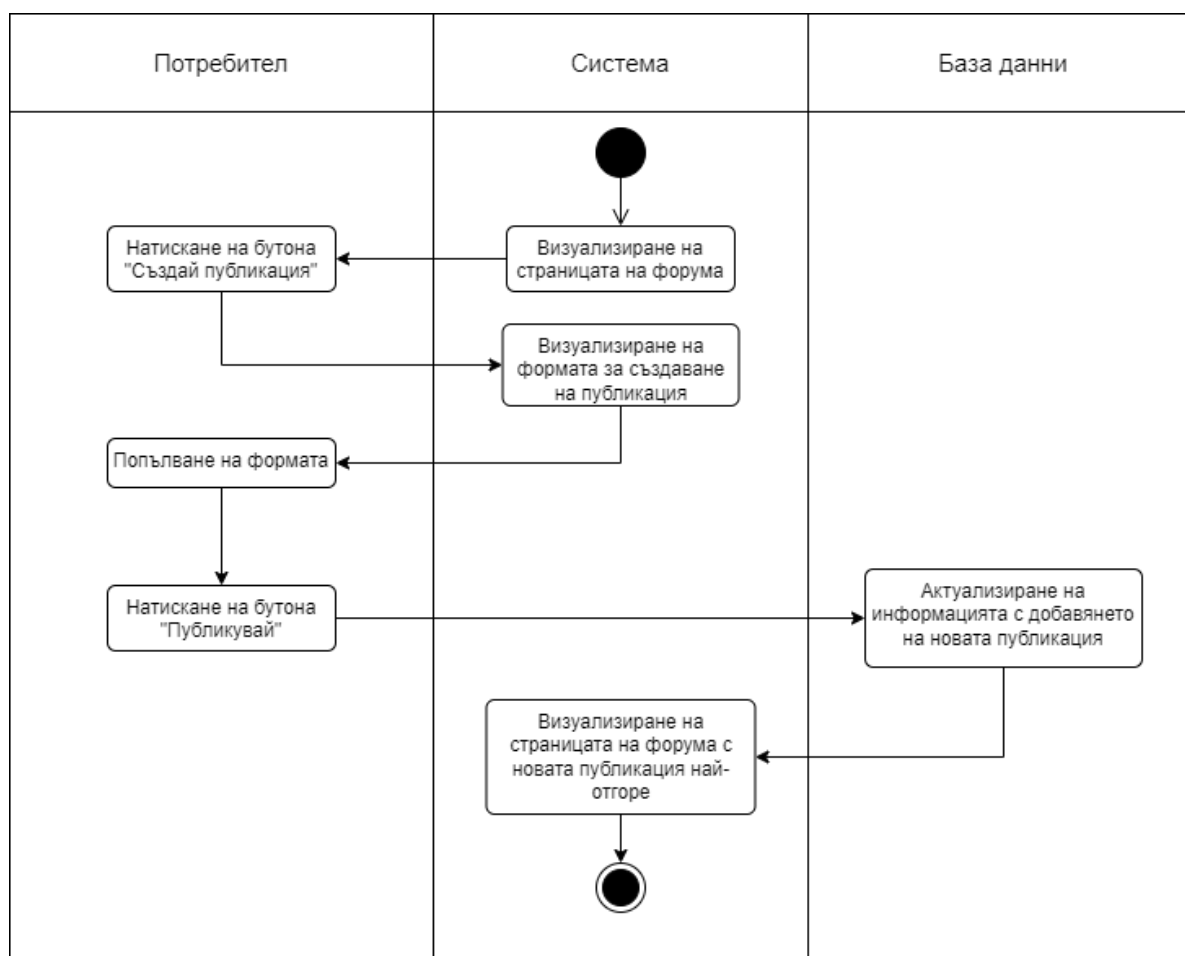 Потребител
Система
База данни
Визуализиране на
страницата на форума
Натискане на бутона
"Създай публикация"
Визуализиране на
формата за създаване
на публикация
Попълване на формата
Натискане на бутона
"Публикувай"
Актуализиране на
информацията с добавянето
на новата публикация
Визуализиране на
страницата на форума с
новата публикация най-
отгоре